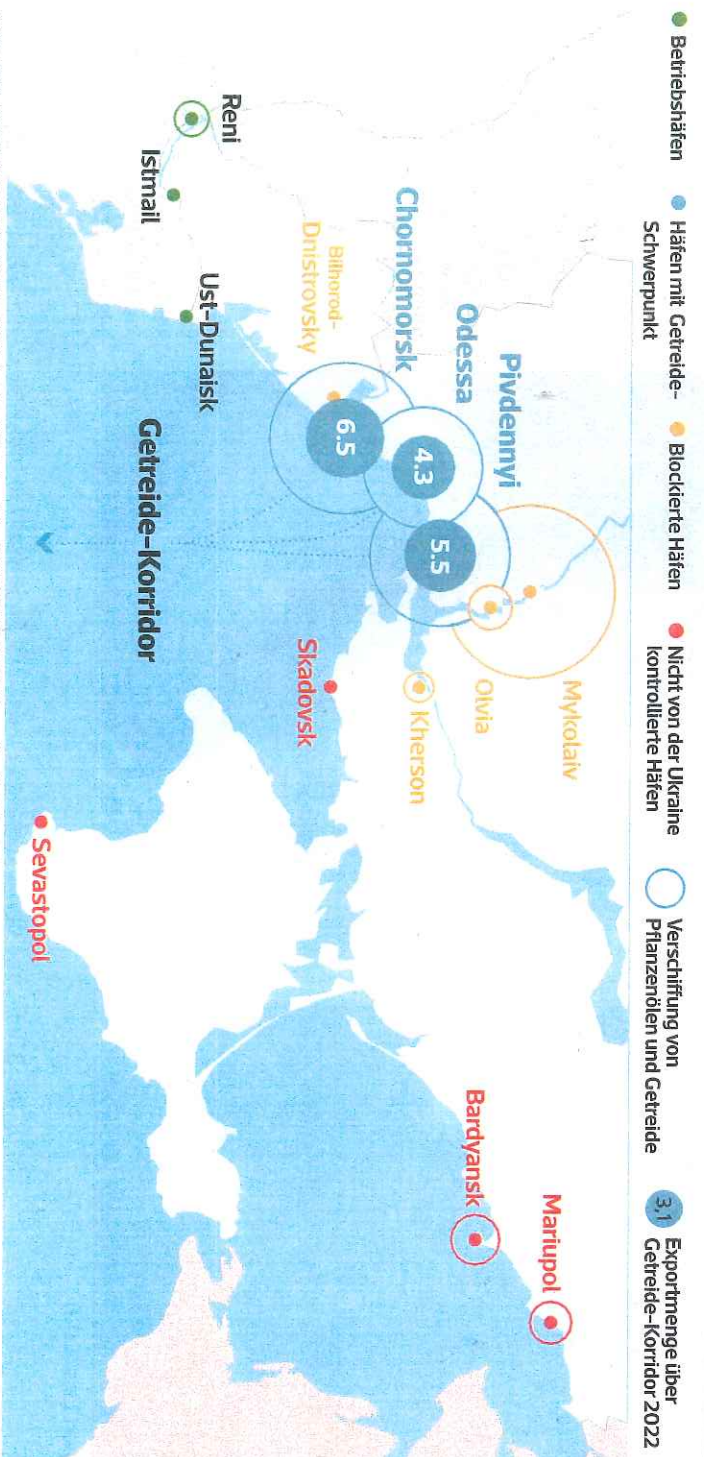 Betriebshäfen
Häfen mit Getreide-
Schwerpunkt
Blockierte Häfen
Nicht von der Ukraine
kontrollierte Häfen
Verschiffung von
Pflanzenölen und Getreide
3,1
Exportmenge über
Getreide-Korridor 2022
Reni
Istmail
Ust-Dunaisk
Bilhorod-
Dnistrovsky
Chornomorsk
Odessa
Pivdennyi
6.5
4.3
5.5
Mykolaiv
Olvia
Kherson
Skadovsk
Getreide-Korridor
Sevastopol
Bardyansk
Mariupol